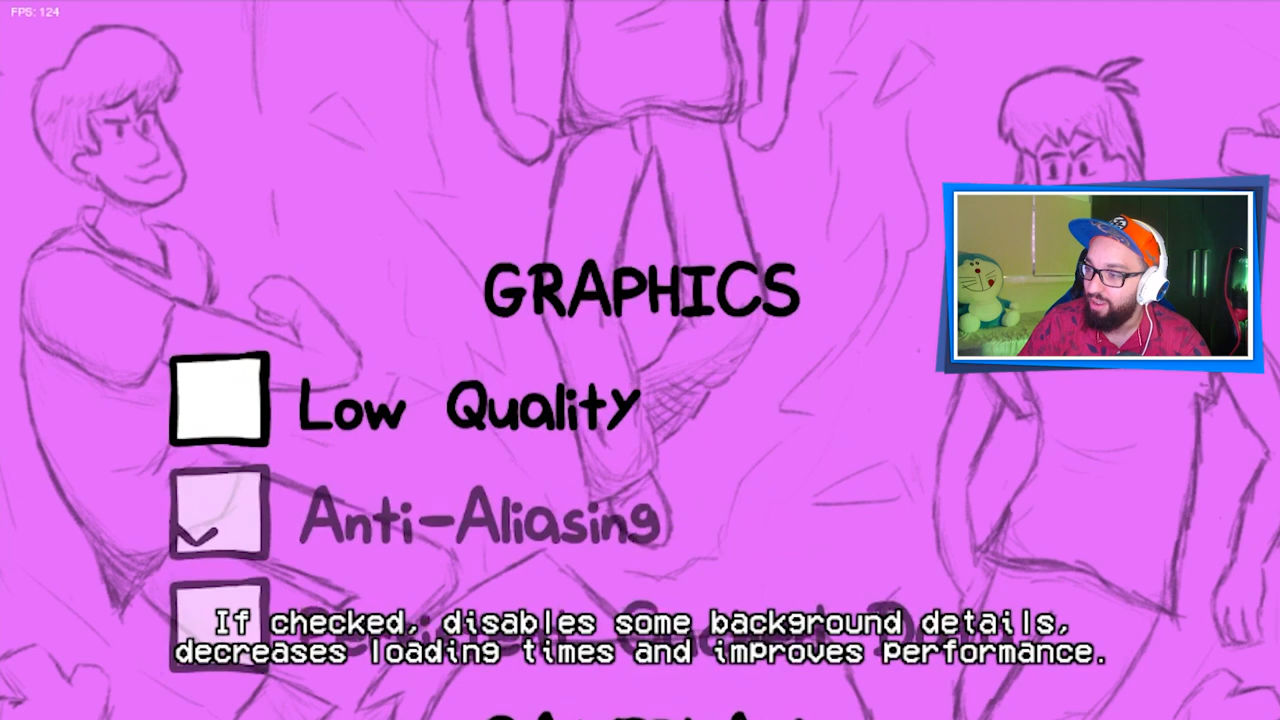 FPS: 124
GRAPHICS
Low Quality
Anti-Aliasing
If checked, disables some background details,
decreases loading times and improves performance.